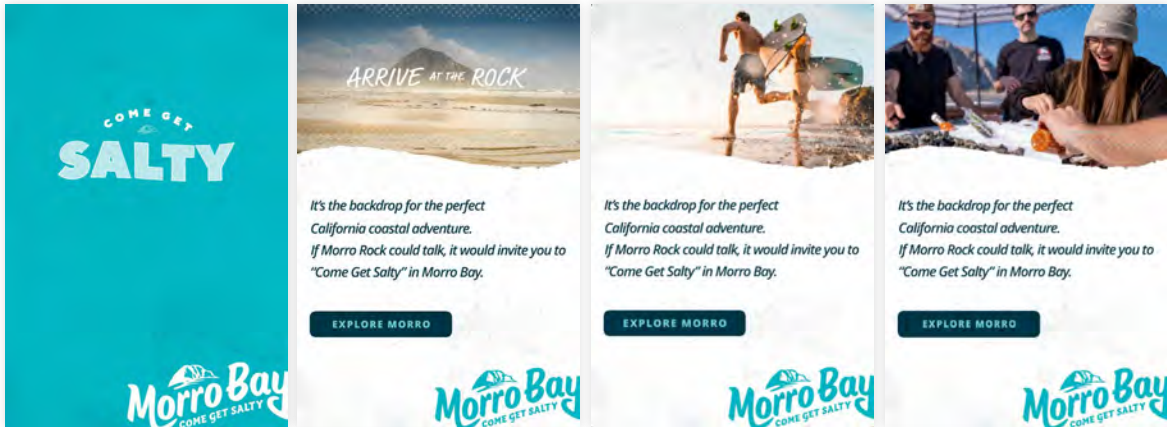 COME GET
SALTY
Morro Bay
COME GET SALTY
ARRIVE AT THE ROCK
It's the backdrop for the perfect
California coastal adventure.
If Morro Rock could talk, it would invite you to
“Come Get Salty” in Morro Bay.
EXPLORE MORRO
Morro Bay
COME GET SALTY
It's the backdrop for the perfect
California coastal adventure.
If Morro Rock could talk, it would invite you to
“Come Get Salty” in Morro Bay.
EXPLORE MORRO
Morro Bay
COME GET SALTY
It's the backdrop for the perfect
California coastal adventure.
If Morro Rock could talk, it would invite you to
“Come Get Salty” in Morro Bay.
EXPLORE MORRO
Morro Bay
COME GET SALTY